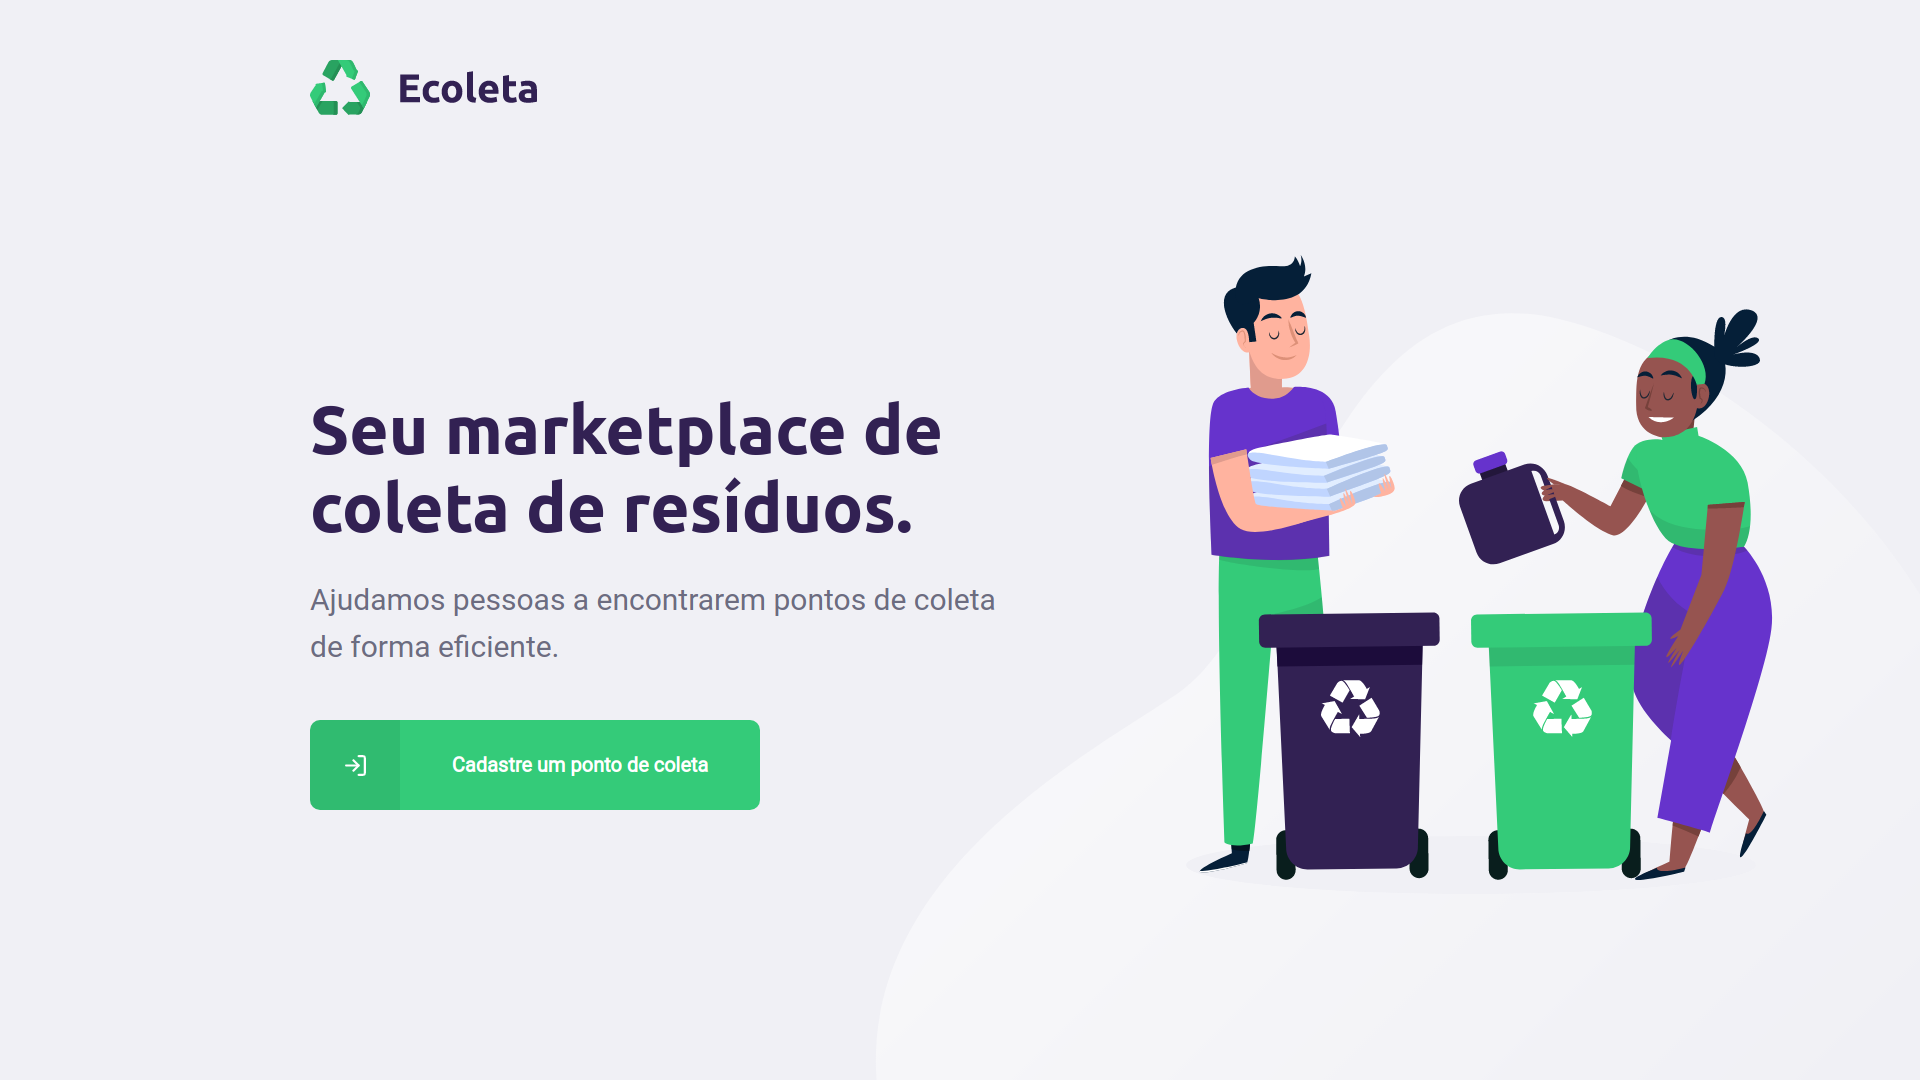 Ecoleta
Seu marketplace de
coleta de resíduos.
Ajudamos pessoas a encontrarem pontos de coleta
de forma eficiente.
Cadastre um ponto de coleta